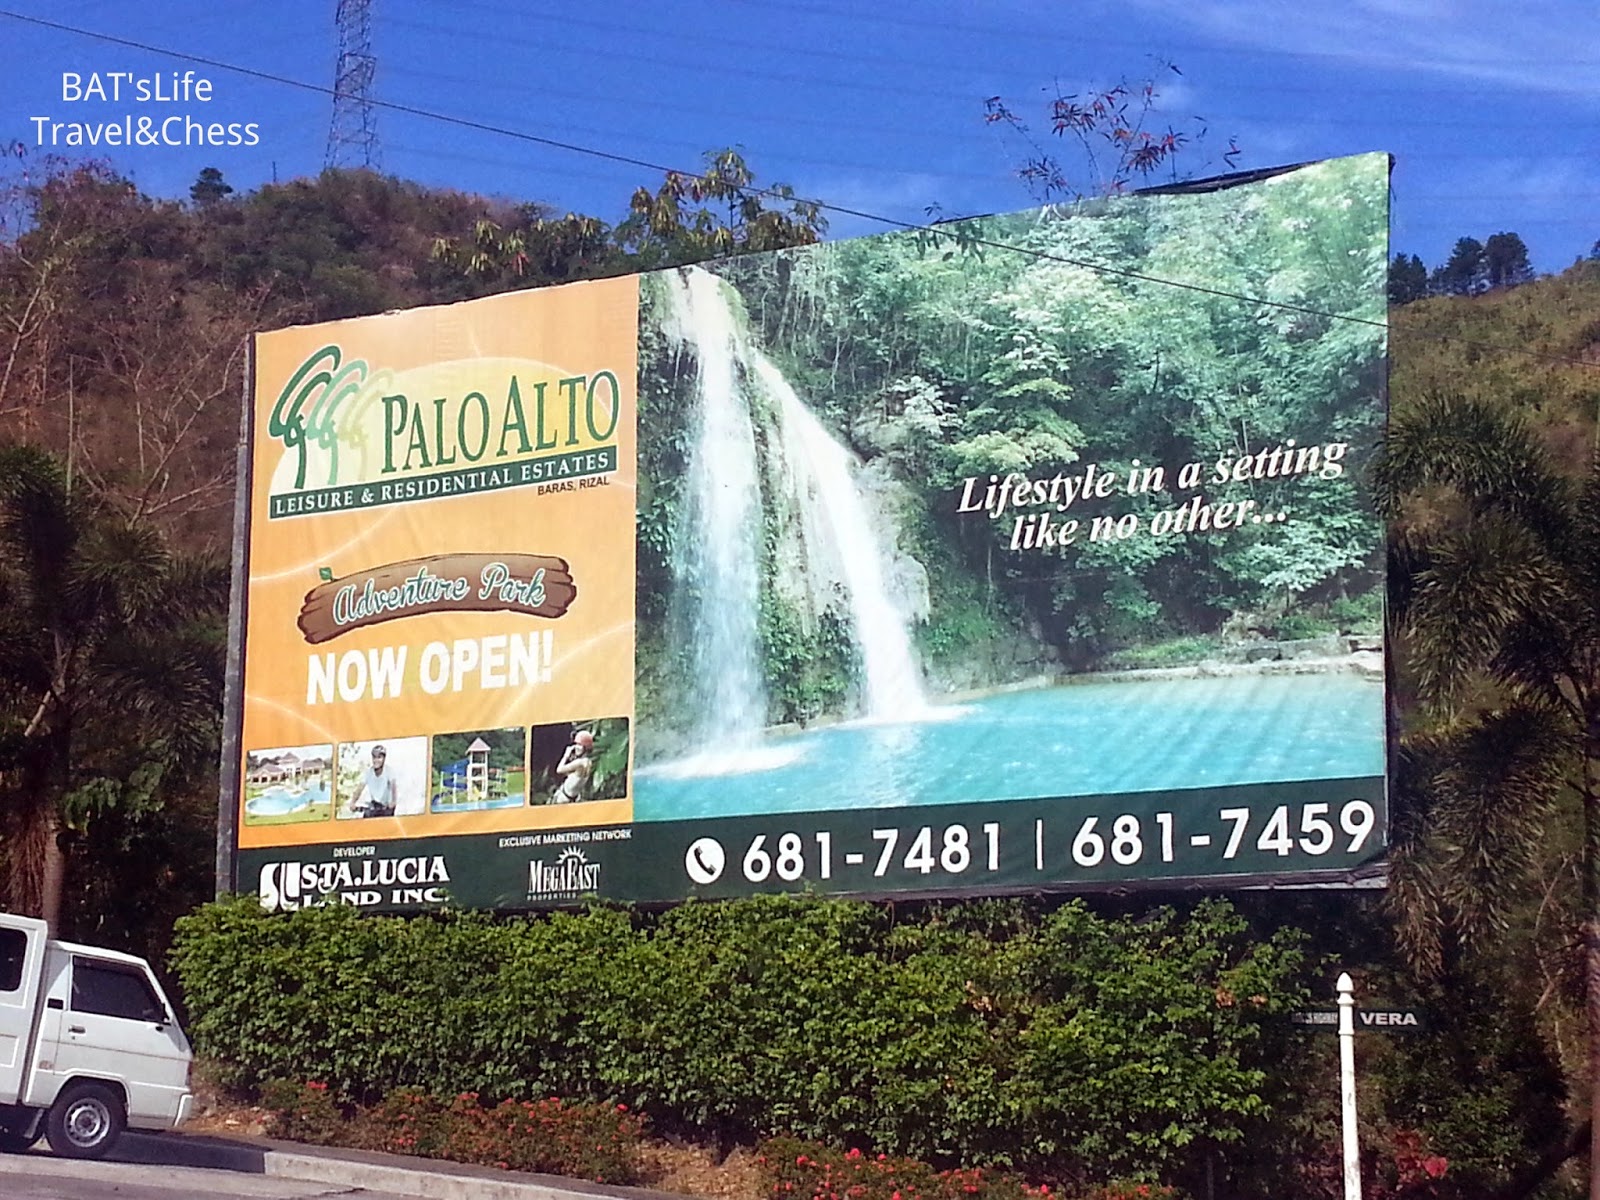 BAT'sLife
Travel&Chess
PALO ALTO
LEISURE & RESIDENTIAL ESTATES
BARAS, RIZAL
Adventure Park
NOW OPEN!
Lifestyle in a setting
like no other...
DEVELOPER
STA.LUCIA
LAND INC.
EXCLUSIVE MARKETING NETWORK
MEGAEAST
PROPERTIES
681-7481 | 681-7459
VERA